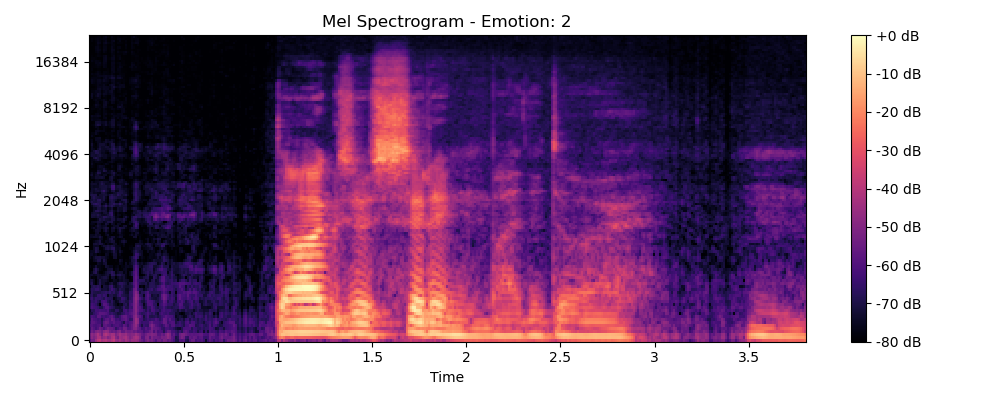 Mel Spectrogram - Emotion: 2
Hz
16384
8192
4096
2048
1024
512
0
0 0.5 1 1.5 2 2.5 3 3.5
Time
+0 dB
-10 dB
-20 dB
-30 dB
-40 dB
-50 dB
-60 dB
-70 dB
-80 dB